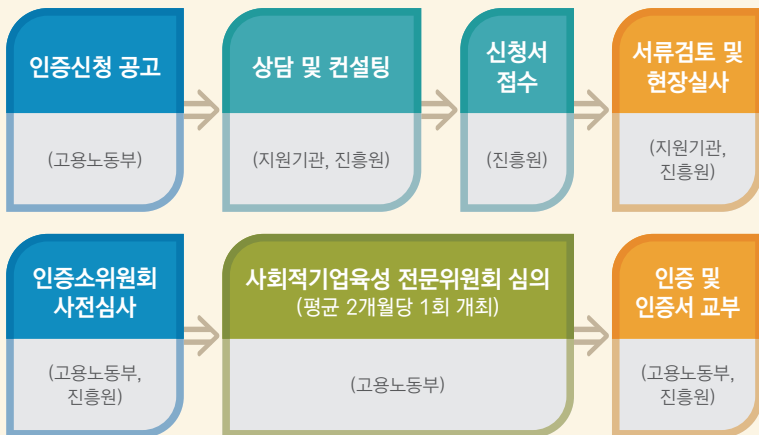 인증신청 공고
(고용노동부)
상담 및 컨설팅
(지원기관, 진흥원)
신청서
접수
(진흥원)
서류검토 및
현장실사
(지원기관,
진흥원)
인증소위원회
사전심사
(고용노동부,
진흥원)
사회적기업육성 전문위원회 심의
(평균 2개월당 1회 개최)
(고용노동부)
인증 및
인증서 교부
(고용노동부,
진흥원)